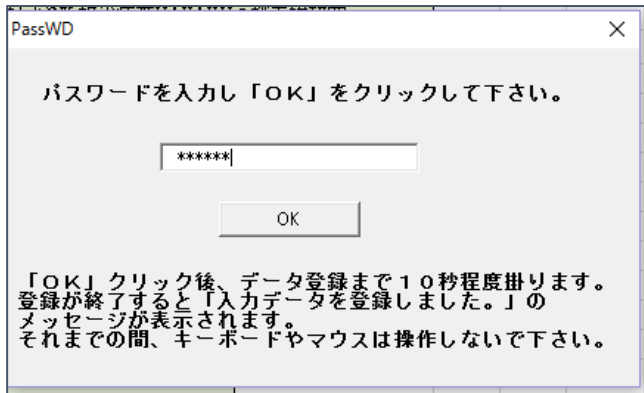 PassWD
パスワードを入力し「ＯＫ」をクリックして下さい。
******
OK
「ＯＫ」クリック後、データ登録まで１０秒程度掛ります。
登録が終了すると「入力データを登録しました。」の
メッセージが表示されます。
それまでの間、キーボードやマウスは操作しないで下さい。